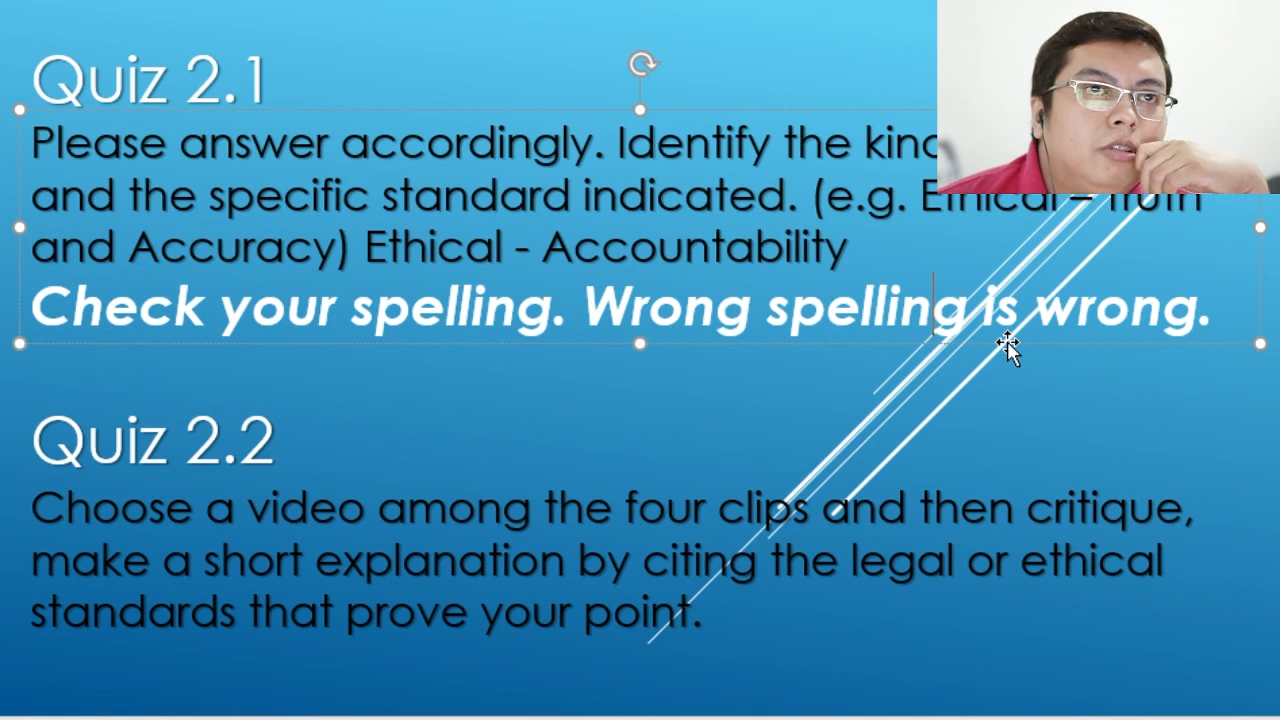 Quiz 2.1
Please answer accordingly. Identify the kind
and the specific standard indicated. (e.g. Ethical – Truth
and Accuracy) Ethical - Accountability
Check your spelling. Wrong spelling is wrong.
Quiz 2.2
Choose a video among the four clips and then critique,
make a short explanation by citing the legal or ethical
standards that prove your point.